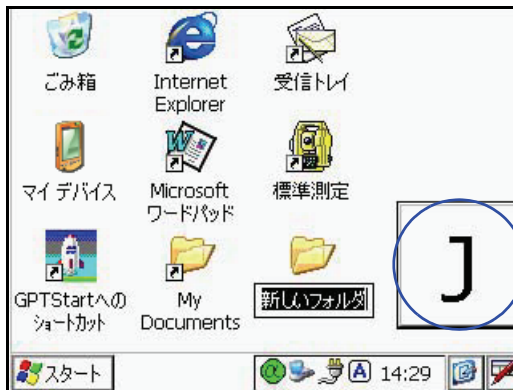 ごみ箱
Internet
Explorer
受信トレイ
マイ デバイス
Microsoft
ワードパッド
標準測定
GPTStartへの
ショートカット
My
Documents
新しいフォルダ
J
スタート
A
14:29